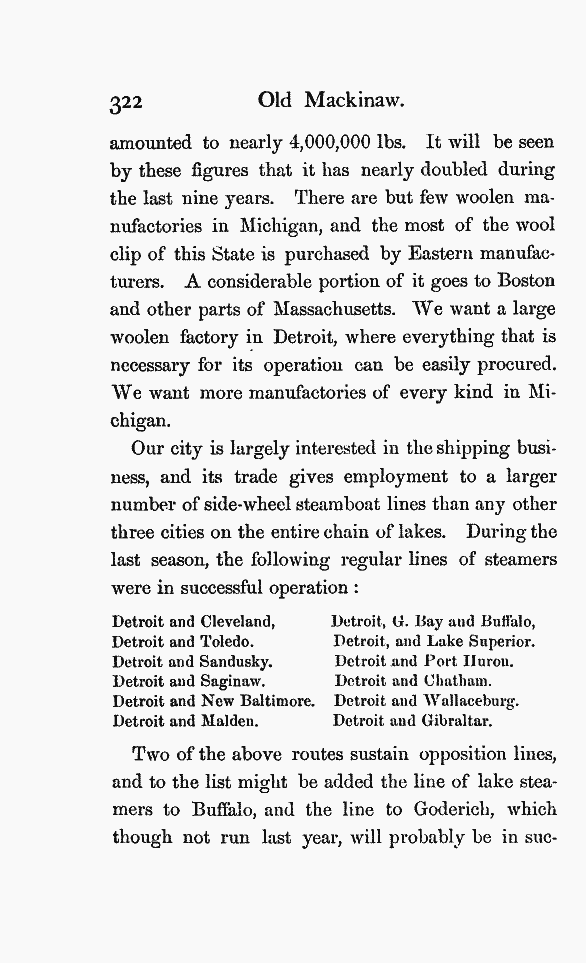 322 Old Mackinaw.
amounted to nearly 4,000,000 lbs. It will be seen
by these figures that it has nearly doubled during
the last nine years. There are but few woolen ma-
nufactories in Michigan, and the most of the wool
clip of this State is purchased by Eastern manufac-
turers. A considerable portion of it goes to Boston
and other parts of Massachusetts. We want a large
woolen factory in Detroit, where everything that is
necessary for its operation can be easily procured.
We want more manufactories of every kind in Mi-
chigan.
Our city is largely interested in the shipping busi-
ness, and its trade gives employment to a larger
number of side-wheel steamboat lines than any other
three cities on the entire chain of lakes. During the
last season, the following regular lines of steamers
were in successful operation :
Detroit and Cleveland, Detroit, G. Bay and Buffalo,
Detroit and Toledo. Detroit, and Lake Superior.
Detroit and Sandusky. Detroit and Port Huron.
Detroit and Saginaw. Detroit and Chatham.
Detroit and New Baltimore. Detroit and Wallaceburg.
Detroit and Malden. Detroit and Gibraltar.
Two of the above routes sustain opposition lines,
and to the list might be added the line of lake stea-
mers to Buffalo, and the line to Goderich, which
though not run last year, will probably be in suc-